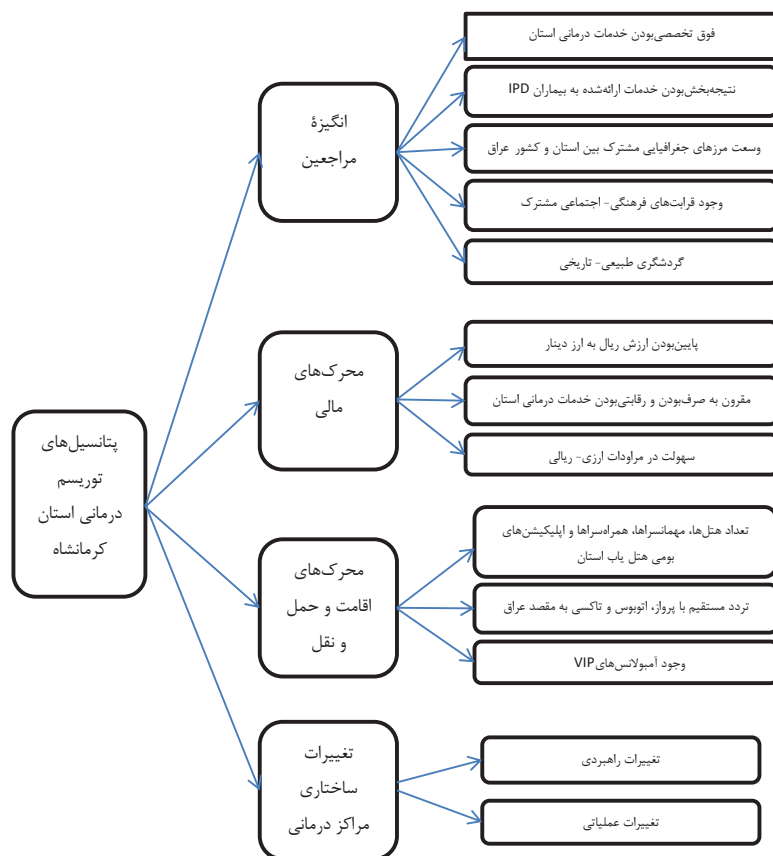 پتانسیل‌های
توریسم
درمانی استان
کرمانشاه
انگیزۀ
مراجعین
فوق تخصصی‌بودن خدمات درمانی استان
نتیجه‌بخش‌بودن خدمات ارائه‌شده به بیماران IPD
وسعت مرزهای جغرافیایی مشترک بین استان و کشور عراق
وجود قرابت‌های فرهنگی- اجتماعی مشترک
گردشگری طبیعی- تاریخی
محرک‌های
مالی
پایین‌بودن ارزش ریال به ارز دینار
مقرون به صرف‌بودن و رقابتی‌بودن خدمات درمانی استان
سهولت در مراودات ارزی- ریالی
محرک‌های
اقامت و حمل
و نقل
تعداد هتل‌ها، مهمانسراها، همراه‌سراها و اپلیکیشن‌های
بومی هتل یاب استان
تردد مستقیم با پرواز، اتوبوس و تاکسی به مقصد عراق
وجود آمبولانس‌های VIP
تغییرات
ساختاری
مراکز درمانی
تغییرات راهبردی
تغییرات عملیاتی